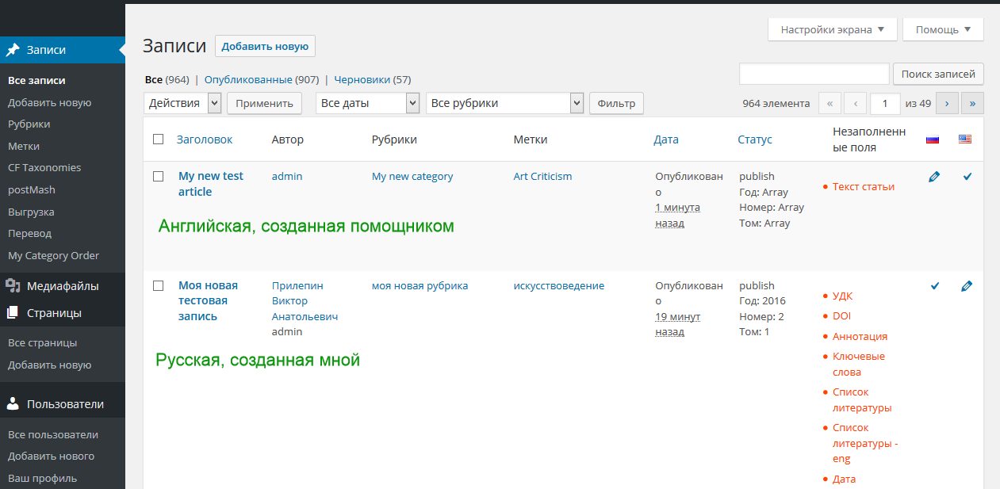 Настройки экрана
Помощь
Записи
Добавить новую
Записи
Все записи
Добавить новую
Рубрики
Метки
CF Taxonomies
postMash
Выгрузка
Перевод
My Category Order
Медиафайлы
Страницы
Все страницы
Добавить новую
Пользователи
Все пользователи
Добавить нового
Ваш профиль
Все (964) | Опубликованные (907) | Черновики (57)
Поиск записей
Действия
Применить
Все даты
Все рубрики
Фильтр
964 элемента « ‹ 1 из 49 › »
Заголовок Автор Рубрики Метки Дата Статус Незаполненн
ые поля
My new test
article
admin
My new category
Art Criticism
Опубликован
о
1 минута
назад
publish
Год: Array
Номер: Array
Том: Array
Текст статьи
Английская, созданная помощником
Моя новая
тестовая
запись
Прилепин
Виктор
Анатольевич
admin
моя новая рубрика
искусствоведение
Опубликован
о
19 минут
назад
publish
Год: 2016
Номер: 2
Том: 1
УДК
DOI
Аннотация
Ключевые
слова
Список
литературы
Список
литературы -
eng
Дата
Русская, созданная мной